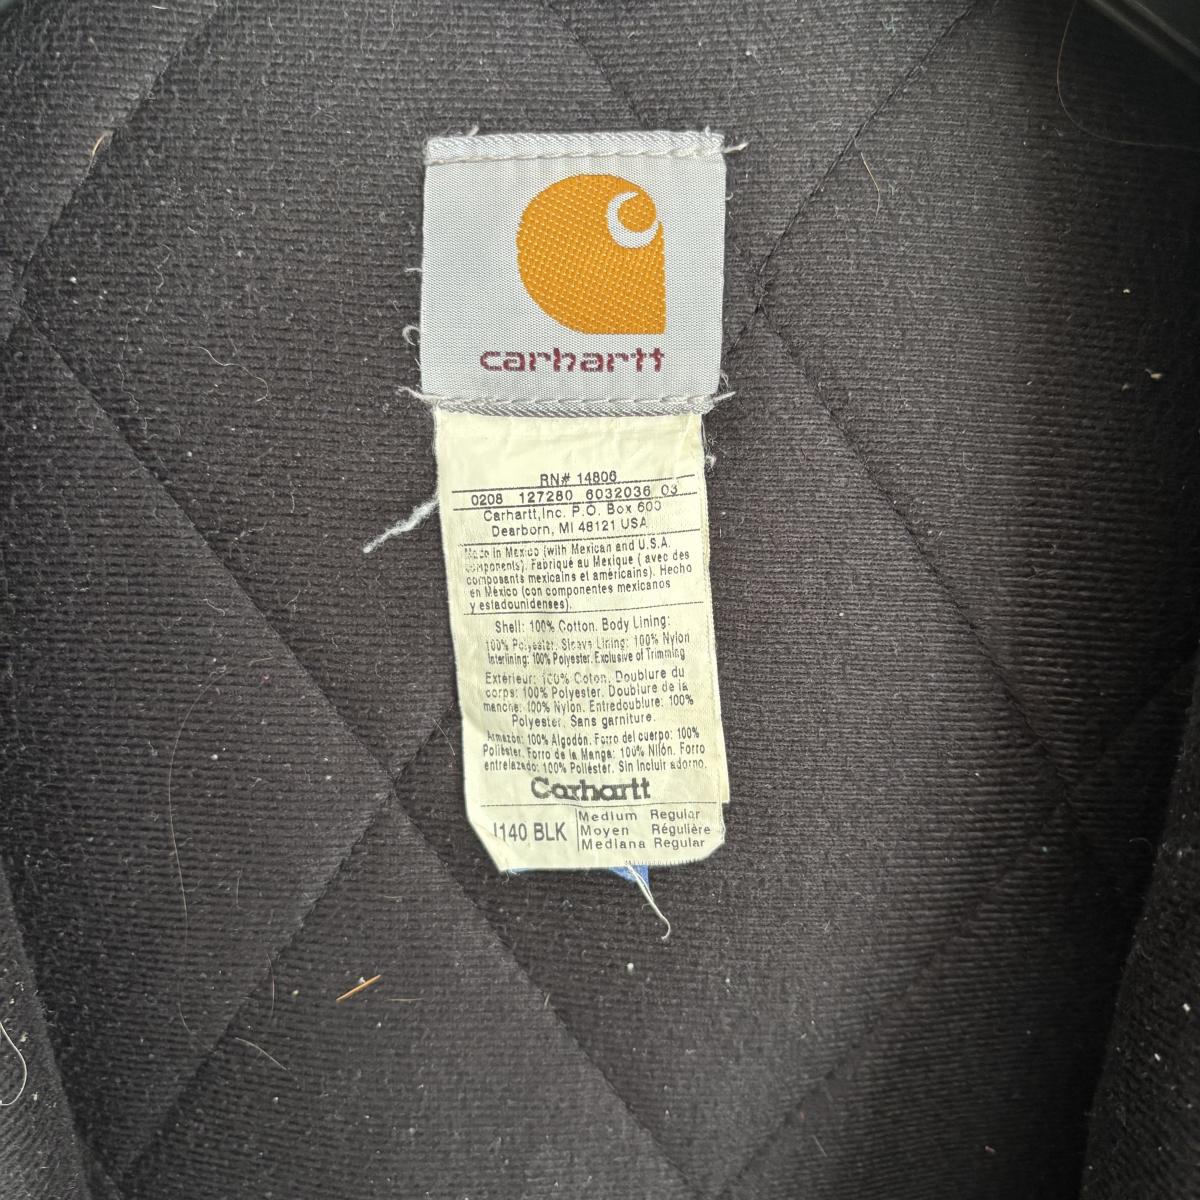 carhartt
RN# 14806
0208 127280 6032036 03
Carhartt, Inc. P.O. Box 600
Dearborn, MI 48121 USA
Made in Mexico (with Mexican and U.S.A.
components). Fabriqué au Mexique ( avec des
composants mexicains et américains). Hecho
en México (con componentes mexicanos
y estadounidenses).
Shell: 100% Cotton. Body Lining:
100% Polyester. Sleeve Lining: 100% Nylon
Interlining: 100% Polyester. Exclusive of Trimming
Extérieur: 100% Coton. Doublure du
corps: 100% Polyester. Doublure de la
manche: 100% Nylon. Entredoublure: 100%
Polyester. Sans garniture.
Armazón: 100% Algodón. Forro del cuerpo: 100%
Poliéster. Forro de la Manga: 100% Nilón. Forro
entrelazado: 100% Poliéster. Sin incluir adorno.
Carhartt
J140 BLK
Medium Regular
Moyen Régulière
Mediana Regular